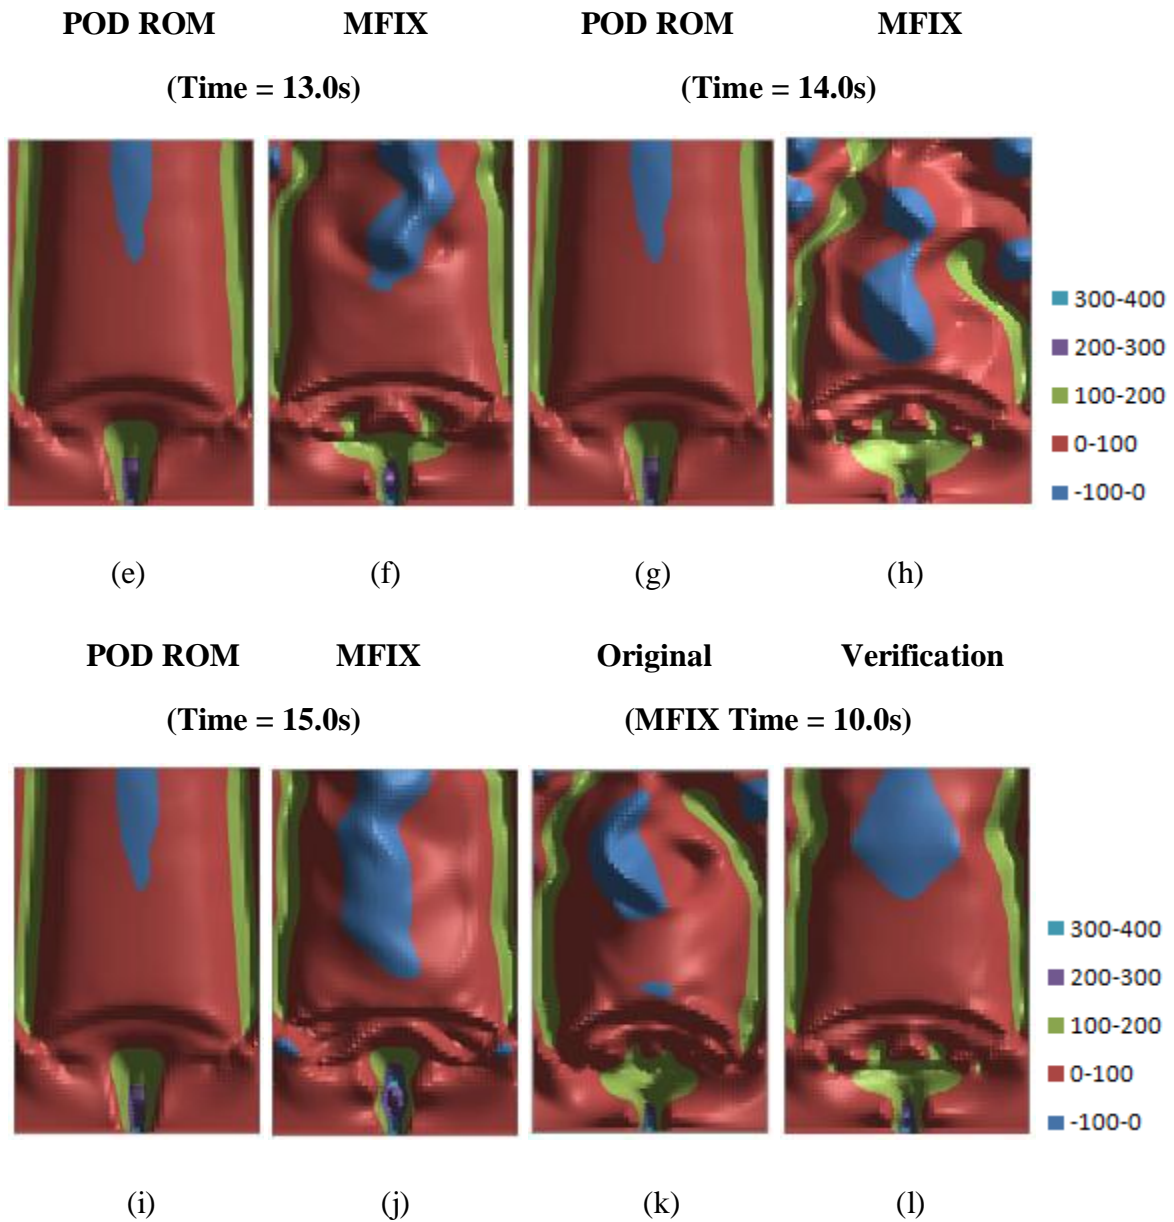 POD ROM MFIX POD ROM MFIX
(Time = 13.0s) (Time = 14.0s)
300-400
200-300
100-200
0-100
-100-0
(e) (f) (g) (h)
POD ROM MFIX Original Verification
(Time = 15.0s) (MFIX Time = 10.0s)
300-400
200-300
100-200
0-100
-100-0
(i) (j) (k) (l)